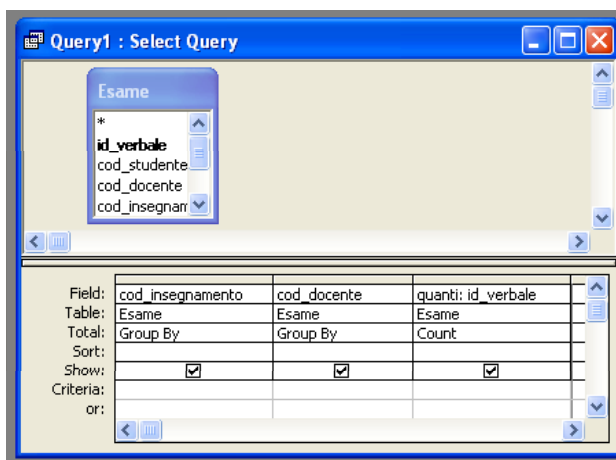 Query1 : Select Query
Esame
*
id_verbale
cod_studente
cod_docente
cod_insegnam
Field: cod_insegnamento cod_docente quanti: id_verbale
Table: Esame Esame Esame
Total: Group By Group By Count
Sort:
Show:
Criteria:
or: